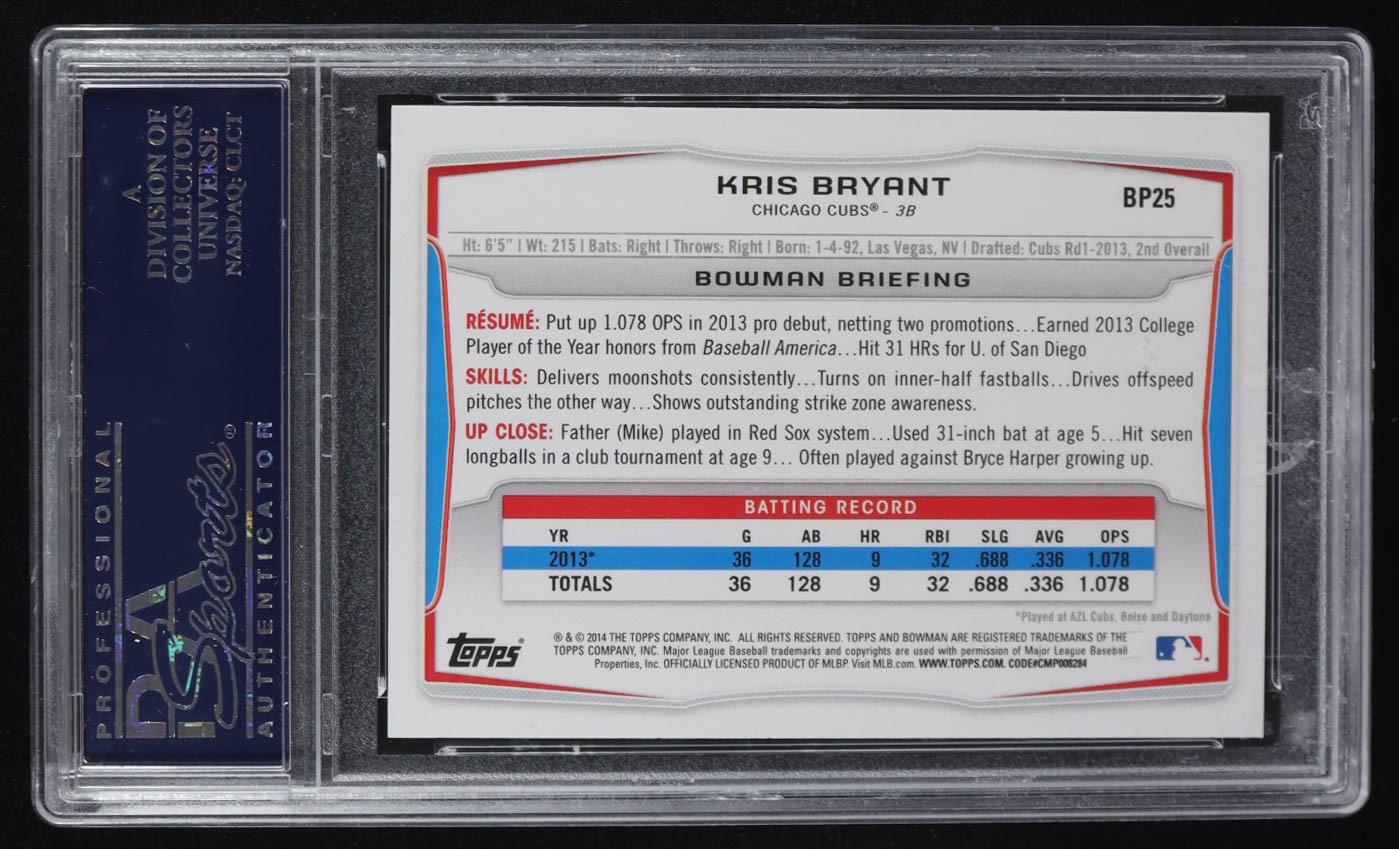 A
DIVISION OF
COLLECTORS
UNIVERSE
NASDAQ: CLCT
PROFESSIONAL
PSA
Sports®
AUTHENTICATOR
KRIS BRYANT
CHICAGO CUBS® - 3B
BP25
Ht: 6'5" | Wt: 215 | Bats: Right | Throws: Right | Born: 1-4-92, Las Vegas, NV | Drafted: Cubs Rd1-2013, 2nd Overall
BOWMAN BRIEFING
RÉSUMÉ: Put up 1.078 OPS in 2013 pro debut, netting two promotions...Earned 2013 College
Player of the Year honors from Baseball America...Hit 31 HRs for U. of San Diego
SKILLS: Delivers moonshots consistently...Turns on inner-half fastballs...Drives offspeed
pitches the other way...Shows outstanding strike zone awareness.
UP CLOSE: Father (Mike) played in Red Sox system...Used 31-inch bat at age 5...Hit seven
longballs in a club tournament at age 9... Often played against Bryce Harper growing up.
BATTING RECORD
YR G AB HR RBI SLG AVG OPS
2013* 36 128 9 32 .688 .336 1.078
TOTALS 36 128 9 32 .688 .336 1.078
*Played at AZL Cubs, Boise and Daytona
Topps®
® & © 2014 THE TOPPS COMPANY, INC. ALL RIGHTS RESERVED. TOPPS AND BOWMAN ARE REGISTERED TRADEMARKS OF THE
TOPPS COMPANY, INC. Major League Baseball trademarks and copyrights are used with permission of Major League Baseball
Properties, Inc. OFFICIALLY LICENSED PRODUCT OF MLBP. Visit MLB.com. WWW.TOPPS.COM. CODE#CMP008284